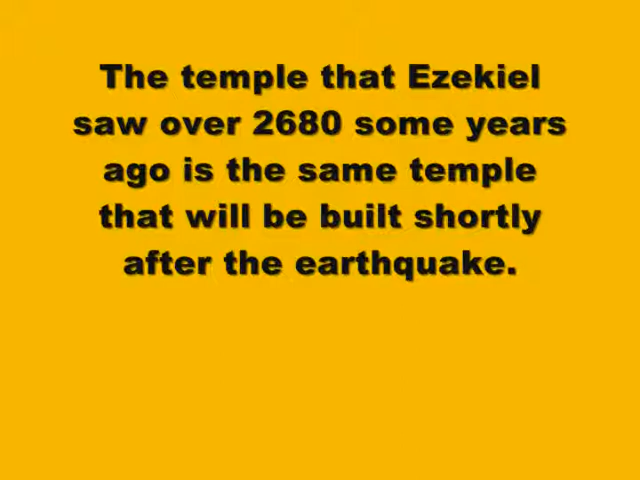 The temple that Ezekiel
saw over 2680 some years
ago is the same temple
that will be built shortly
after the earthquake.